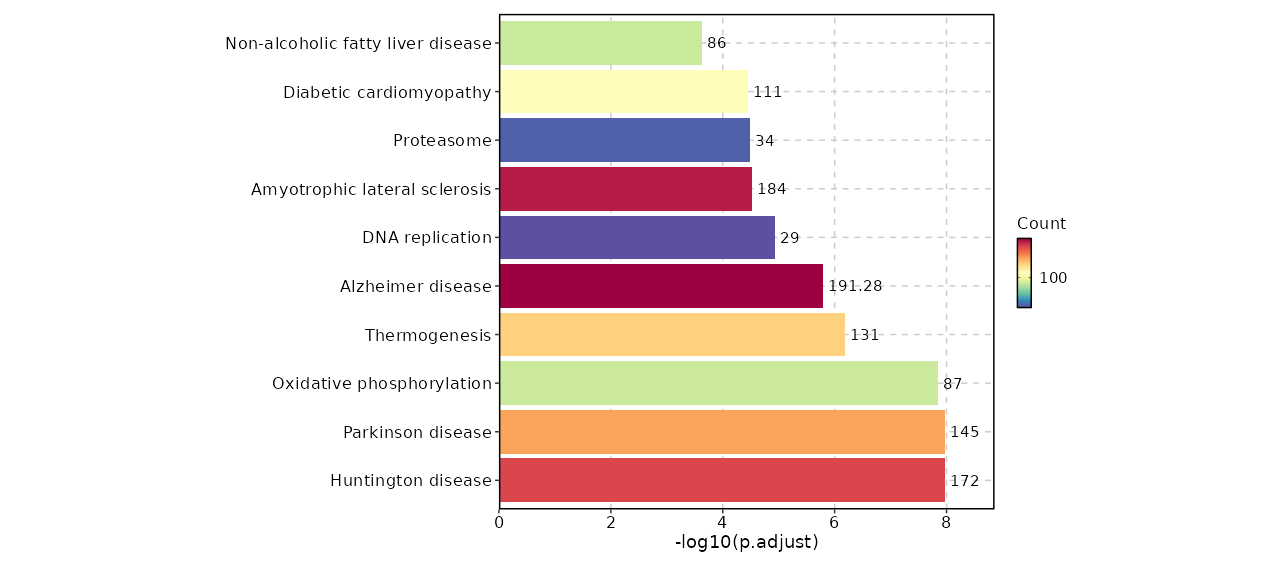 Non-alcoholic fatty liver disease 86
Diabetic cardiomyopathy 111
Proteasome 34
Amyotrophic lateral sclerosis 184
DNA replication 29
Alzheimer disease 191.28
Thermogenesis 131
Oxidative phosphorylation 87
Parkinson disease 145
Huntington disease 172
0 2 4 6 8
-log10(p.adjust)
Count
100